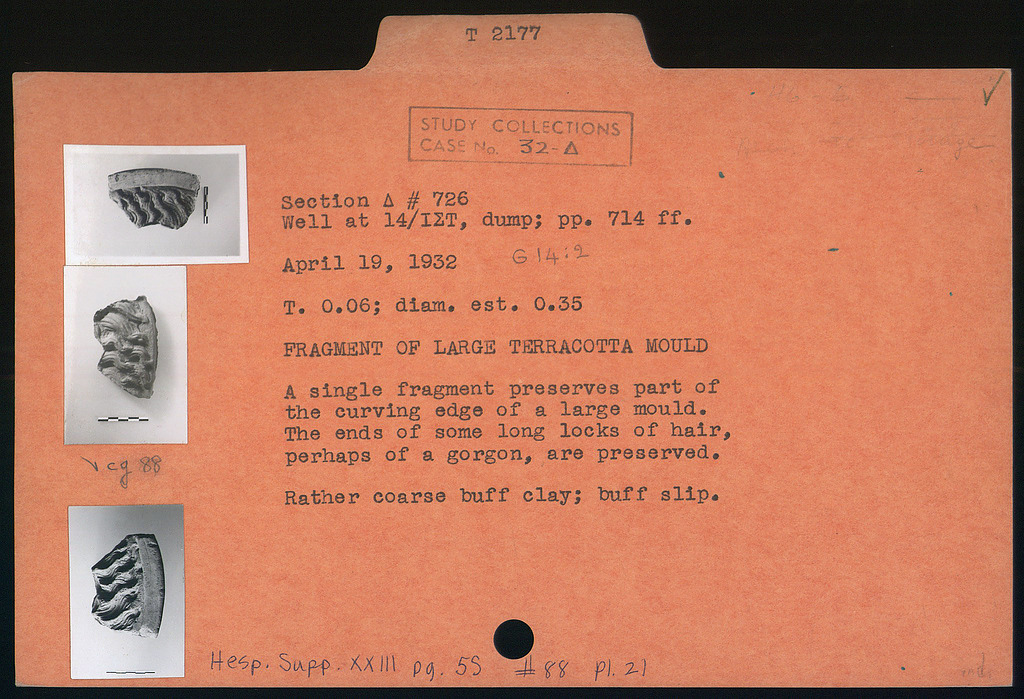 T 2177
STUDY COLLECTIONS
CASE No. 32-Δ
Section Δ # 726
Well at 14/ΙΣΤ, dump; pp. 714 ff.
April 19, 1932 G 14:2
T. 0.06; diam. est. 0.35
FRAGMENT OF LARGE TERRACOTTA MOULD
A single fragment preserves part of
the curving edge of a large mould.
The ends of some long locks of hair,
perhaps of a gorgon, are preserved.
Rather coarse buff clay; buff slip.
√ cg 88
Hesp. Supp. XXIII pg. 55 #88 pl. 21